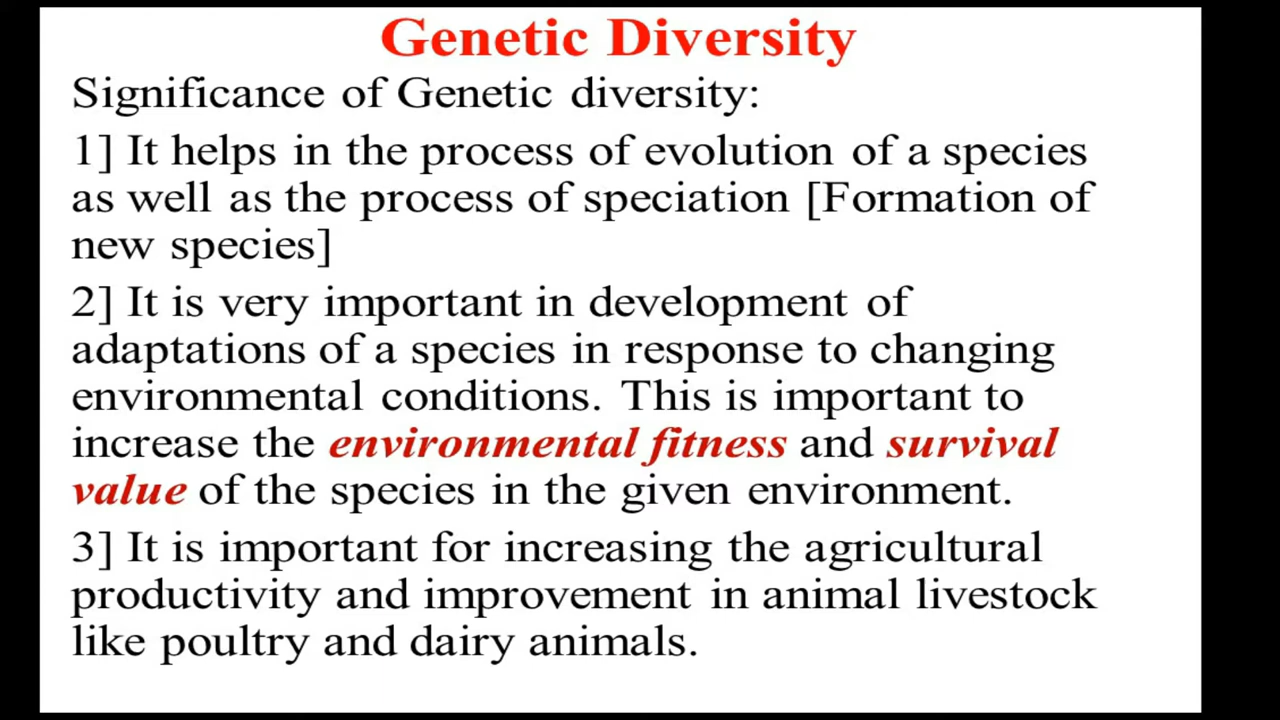 Genetic Diversity
Significance of Genetic diversity:
1] It helps in the process of evolution of a species
as well as the process of speciation [Formation of
new species]
2] It is very important in development of
adaptations of a species in response to changing
environmental conditions. This is important to
increase the environmental fitness and survival
value of the species in the given environment.
3] It is important for increasing the agricultural
productivity and improvement in animal livestock
like poultry and dairy animals.